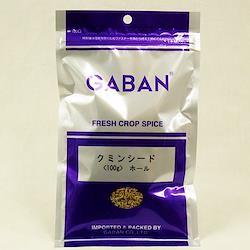 GABAN®
FRESH CROP SPICE
クミンシード
〈100g〉 ホール
IMPORTED & PACKED BY
GABAN CO.,LTD.